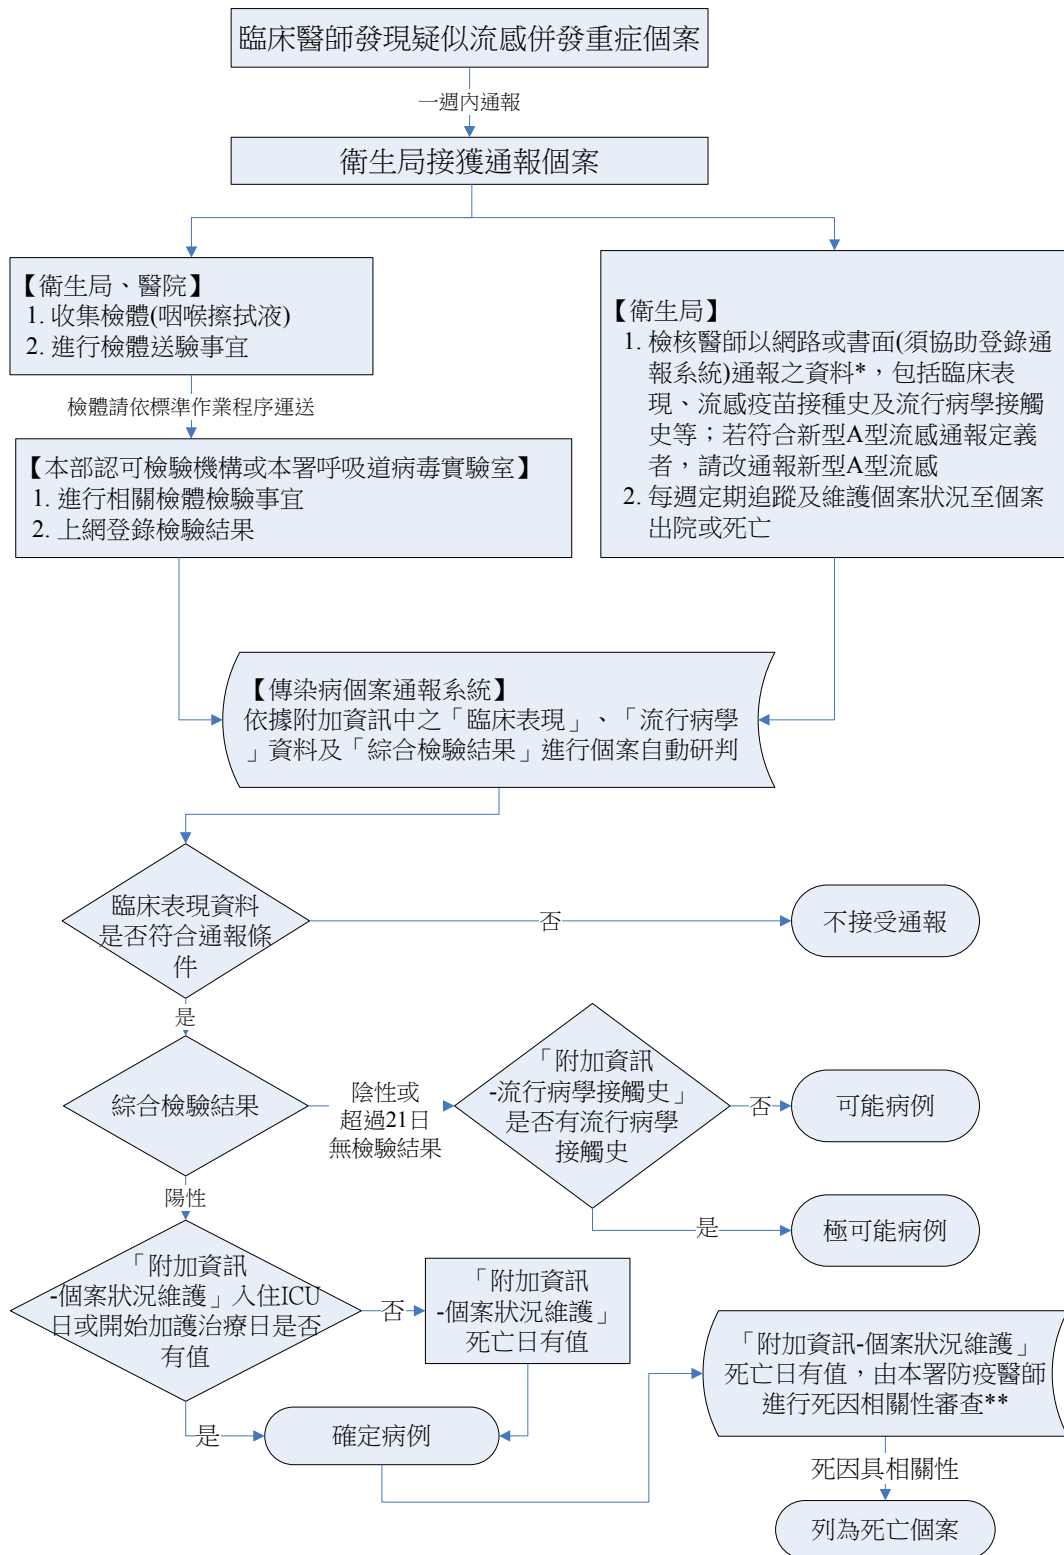 臨床醫師發現疑似流感併發重症個案
一週內通報
衛生局接獲通報個案
【衛生局、醫院】
1. 收集檢體(咽喉擦拭液)
2. 進行檢體送驗事宜
檢體請依標準作業程序運送
【本部認可檢驗機構或本署呼吸道病毒實驗室】
1. 進行相關檢體檢驗事宜
2. 上網登錄檢驗結果
【衛生局】
1. 檢核醫師以網路或書面(須協助登錄通
報系統)通報之資料*，包括臨床表
現、流感疫苗接種史及流行病學接觸
史等；若符合新型A型流感通報定義
者，請改通報新型A型流感
2. 每週定期追蹤及維護個案狀況至個案
出院或死亡
【傳染病個案通報系統】
依據附加資訊中之「臨床表現」、「流行病學
」資料及「綜合檢驗結果」進行個案自動研判
臨床表現資料
是否符合通報條
件
否
不接受通報
是
綜合檢驗結果
陰性或
超過21日
無檢驗結果
「附加資訊
-流行病學接觸史」
是否有流行病學
接觸史
否
可能病例
是
極可能病例
陽性
「附加資訊
-個案狀況維護」入住ICU
日或開始加護治療日是否
有值
否
「附加資訊
-個案狀況維護」
死亡日有值
是
確定病例
「附加資訊-個案狀況維護」
死亡日有值，由本署防疫醫師
進行死因相關性審查**
死因具相關性
列為死亡個案